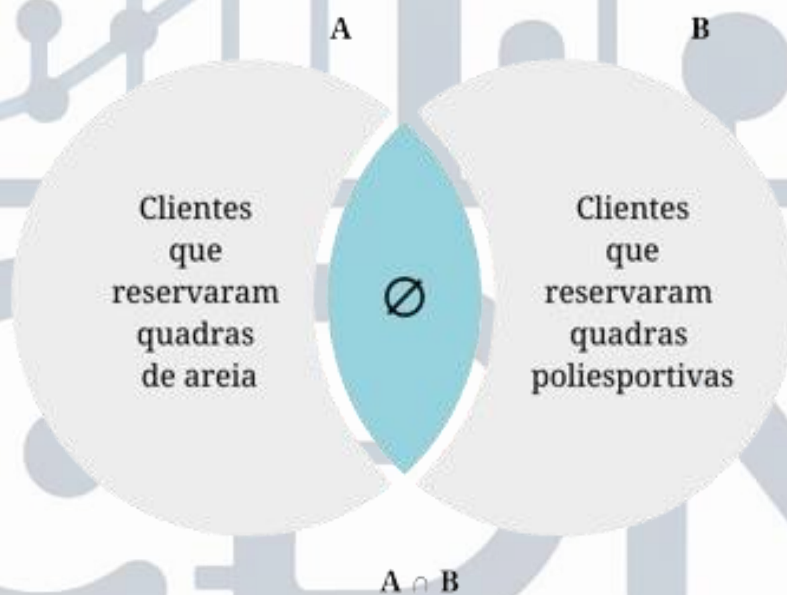 A
B
Clientes
que
reservaram
quadras
de areia
∅
Clientes
que
reservaram
quadras
poliesportivas
A ∩ B